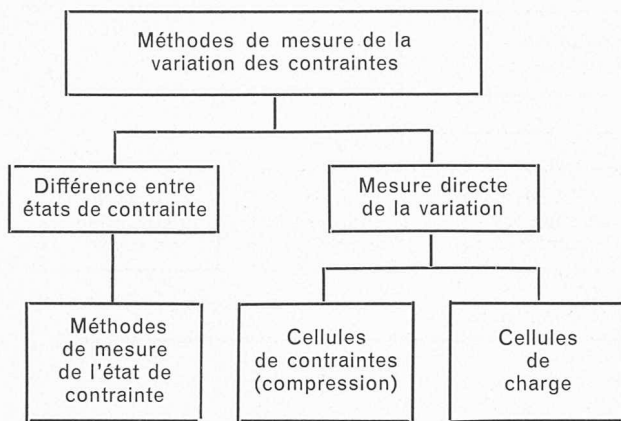 Méthodes de mesure de la
variation des contraintes
Différence entre
états de contrainte
Mesure directe
de la variation
Méthodes
de mesure
de l'état de
contrainte
Cellules
de contraintes
(compression)
Cellules
de
charge